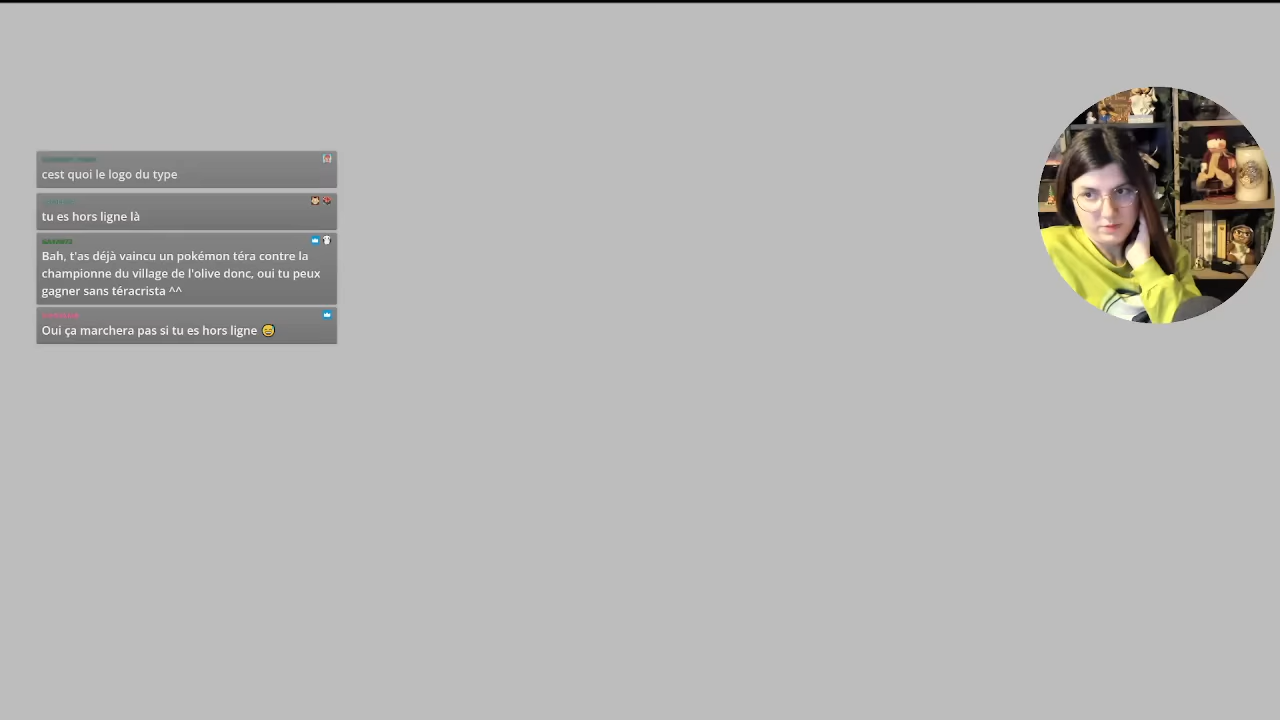 cest quoi le logo du type
tu es hors ligne là
Bah, t'as déjà vaincu un pokémon téra contre la
championne du village de l'olive donc, oui tu peux
gagner sans téracrista ^^
Oui ça marchera pas si tu es hors ligne 😅